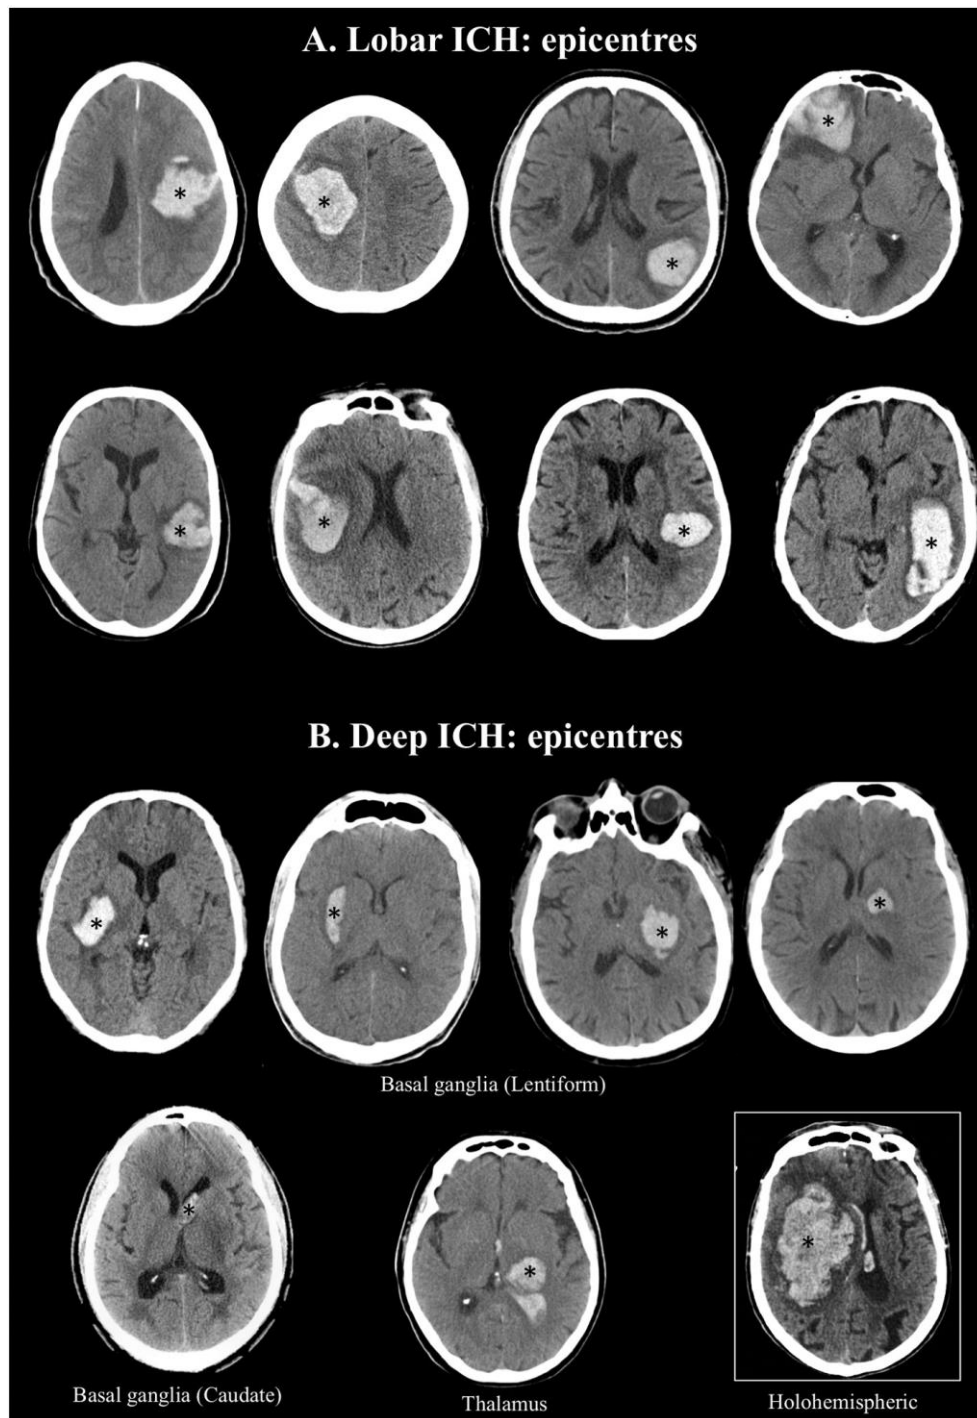 A. Lobar ICH: epicentres
* * * *
* * * *
B. Deep ICH: epicentres
* * * *
Basal ganglia (Lentiform)
* * *
Basal ganglia (Caudate)
Thalamus
Holohemispheric